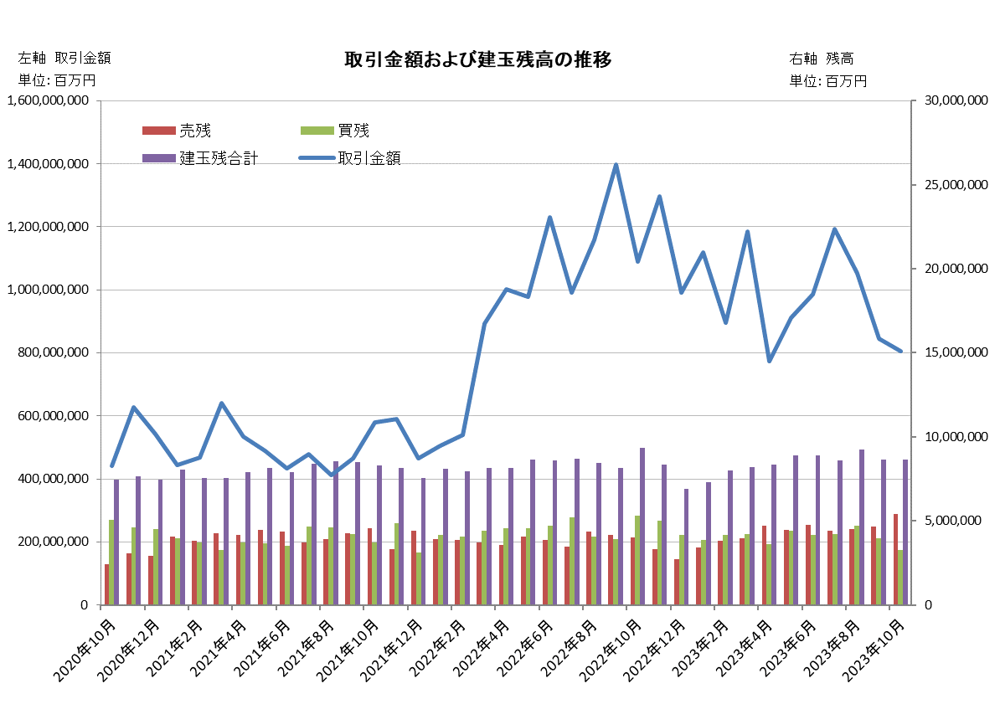 取引金額および建玉残高の推移
左軸 取引金額
単位: 百万円
右軸 残高
単位: 百万円
売残
買残
建玉残合計
取引金額
1,600,000,000
1,400,000,000
1,200,000,000
1,000,000,000
800,000,000
600,000,000
400,000,000
200,000,000
0
30,000,000
25,000,000
20,000,000
15,000,000
10,000,000
5,000,000
0
2020年10月
2020年12月
2021年2月
2021年4月
2021年6月
2021年8月
2021年10月
2021年12月
2022年2月
2022年4月
2022年6月
2022年8月
2022年10月
2022年12月
2023年2月
2023年4月
2023年6月
2023年8月
2023年10月